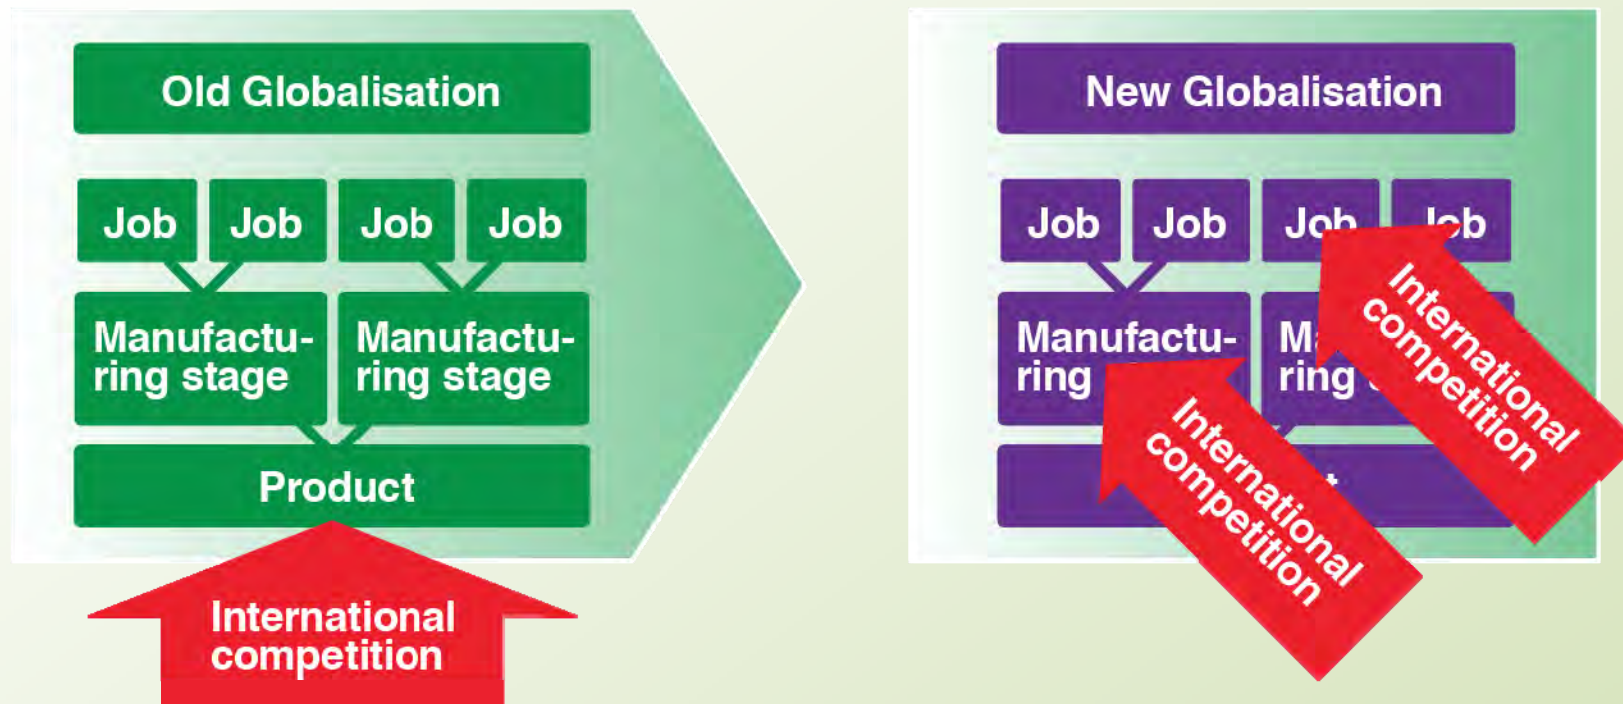 Old Globalisation
Job Job Job Job
Manufactu-
ring stage
Manufactu-
ring stage
Product
International
competition
New Globalisation
Job Job Job
Manufactu-
ring
ring
International
competition
International
competition